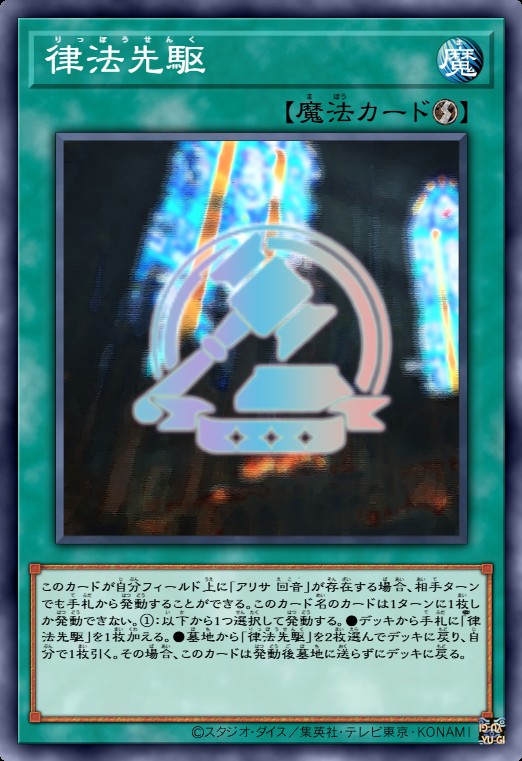 りっぽうせんく
律法先駆
魔
【魔法カード】
このカードが自分フィールド上に「アリサ 回音」が存在する場合、相手ターン
でも手札から発動することができる。このカード名のカードは1ターンに1枚し
か発動できない。①:以下から1つ選択して発動する。●デッキから手札に「律
法先駆」を1枚加える。●墓地から「律法先駆」を2枚選んでデッキに戻り、自
分で1枚引く。その場合、このカードは発動後墓地に送らずにデッキに戻る。
©スタジオ・ダイス/集英社・テレビ東京・KONAMI